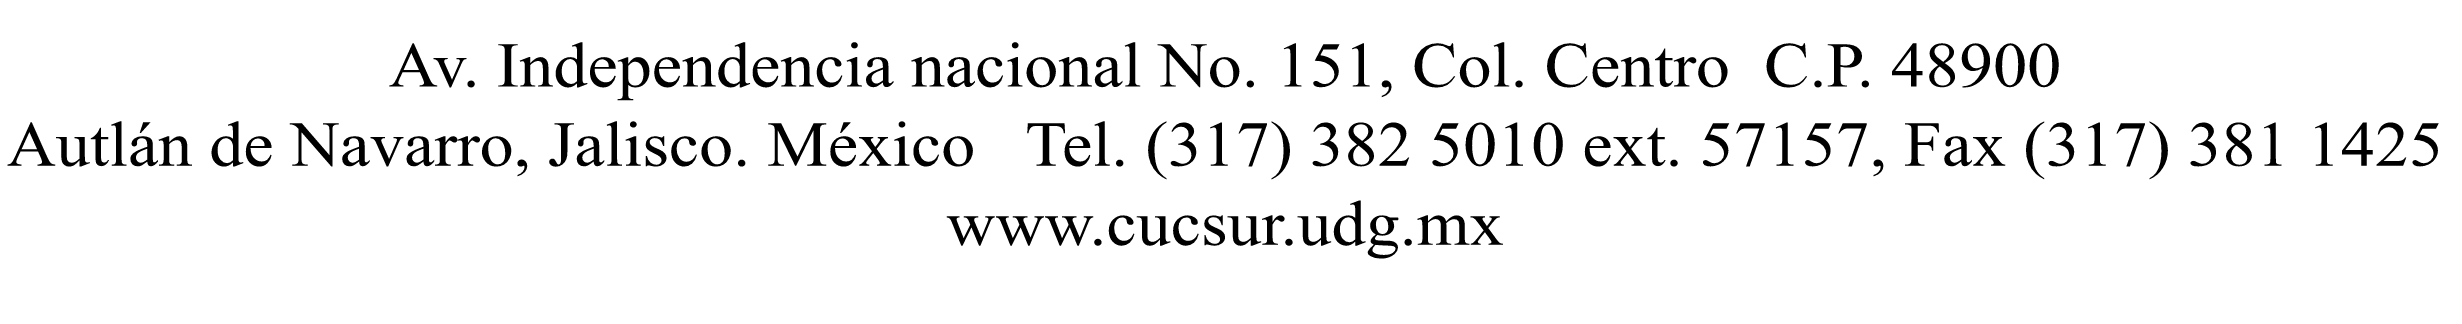 Av. Independencia nacional No. 151, Col. Centro  C.P. 48900
Autlán de Navarro, Jalisco. México   Tel. (317) 382 5010 ext. 57157, Fax (317) 381 1425
www.cucsur.udg.mx